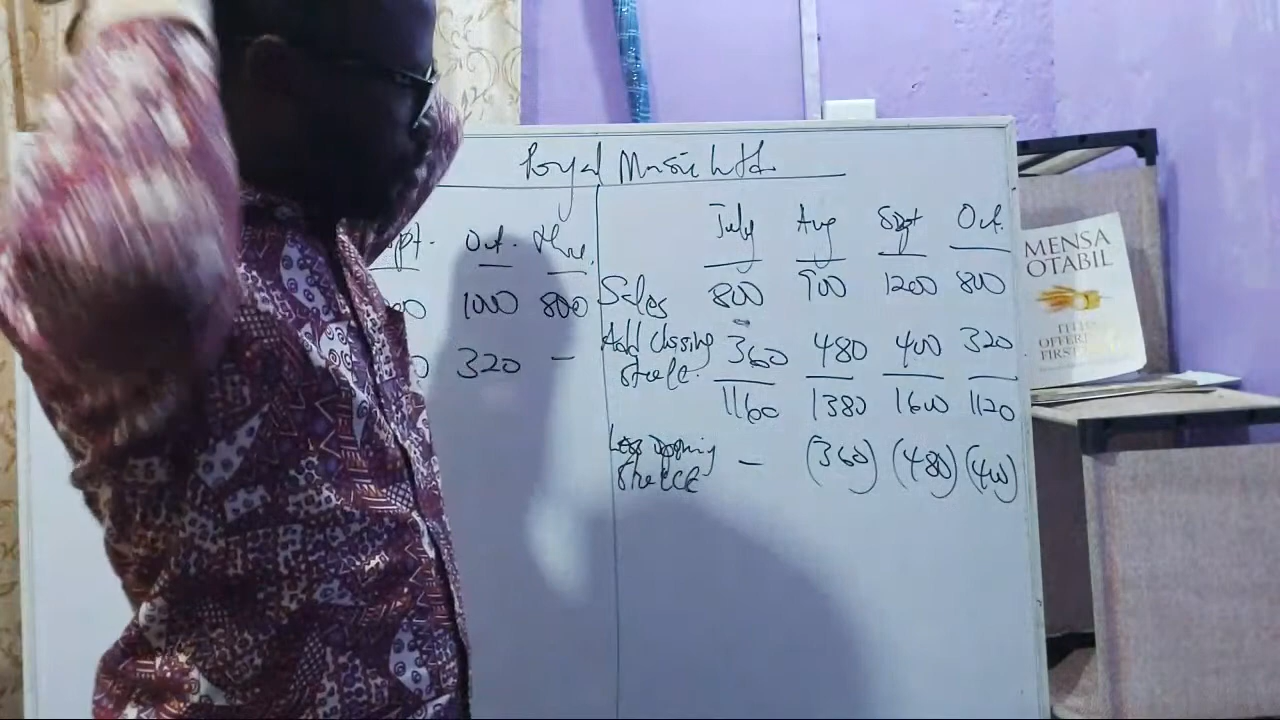 Royal Music Ltd
Oct.
1000 800
320 -
July Aug Sept Oct.
Sales 800 900 1200 800
Add Closing 360 480 400 320
Stock.
1160 1380 1600 1120
Less opening - (360) (480) (400)
Stock
MENSA
OTABIL
FIRST